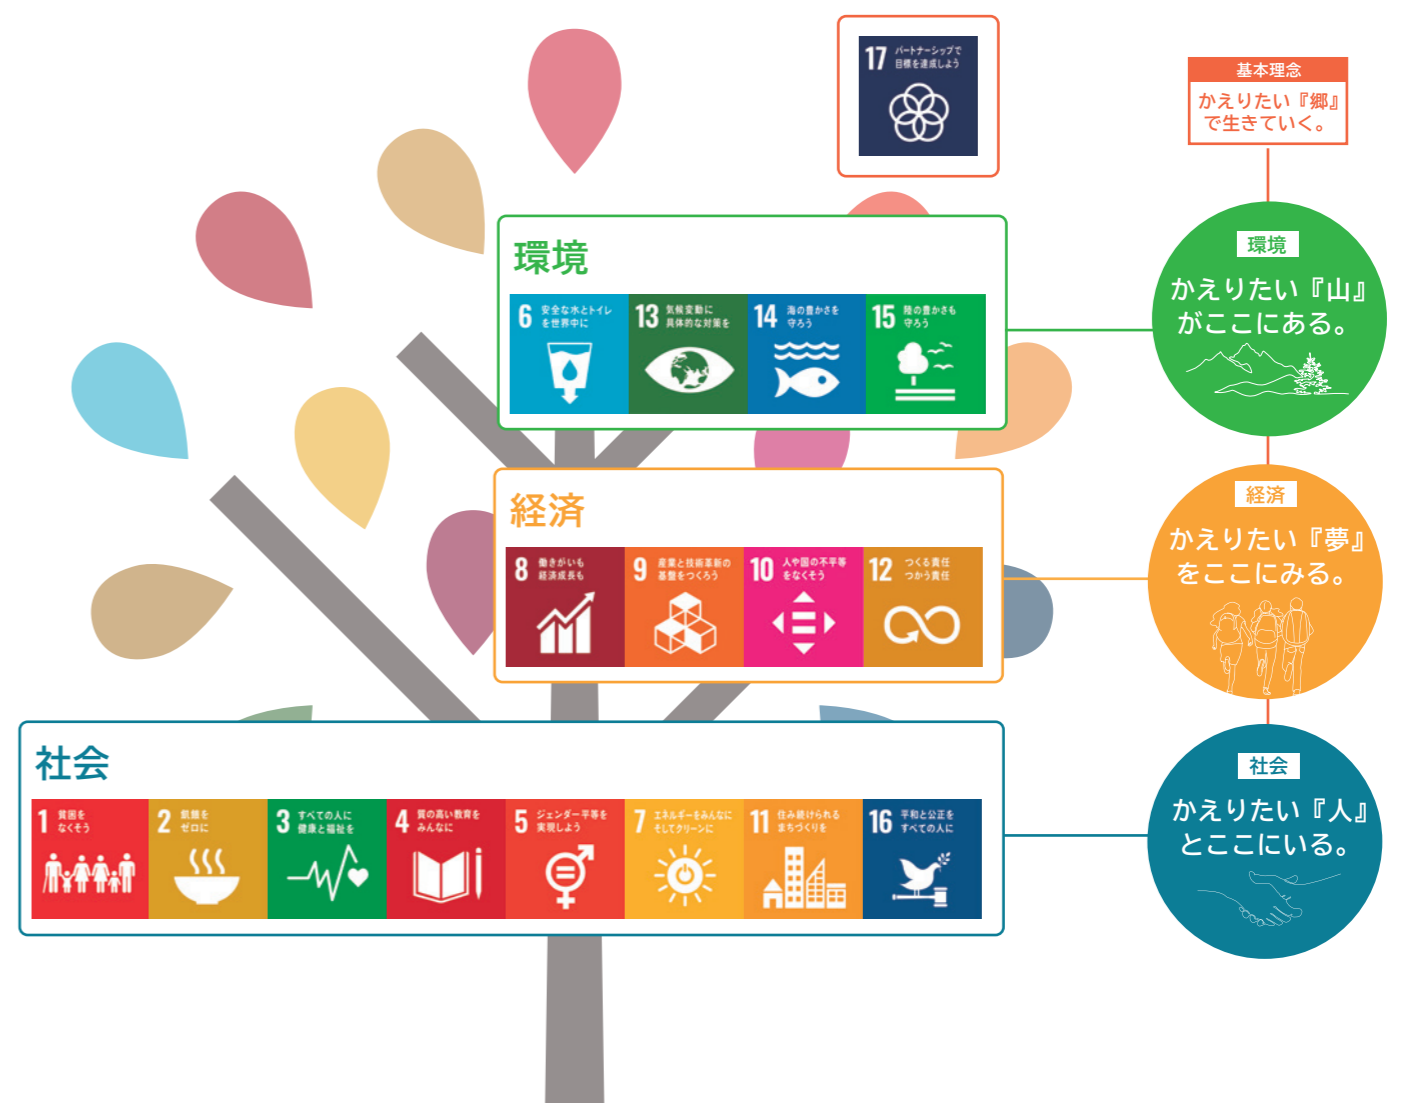 17 パートナーシップで
目標を達成しよう
基本理念
かえりたい『郷』
で生きていく。
環境
6 安全な水とトイレ
を世界中に
13 気候変動に
具体的な対策を
14 海の豊かさを
守ろう
15 陸の豊かさも
守ろう
環境
かえりたい『山』
がここにある。
経済
8 働きがいも
経済成長も
9 産業と技術革新の
基盤をつくろう
10 人や国の不平等
をなくそう
12 つくる責任
つかう責任
経済
かえりたい『夢』
をここにみる。
社会
1 貧困を
なくそう
2 飢餓を
ゼロに
3 すべての人に
健康と福祉を
4 質の高い教育を
みんなに
5 ジェンダー平等を
実現しよう
7 エネルギーをみんなに
そしてクリーンに
11 住み続けられる
まちづくりを
16 平和と公正を
すべての人に
社会
かえりたい『人』
とここにいる。